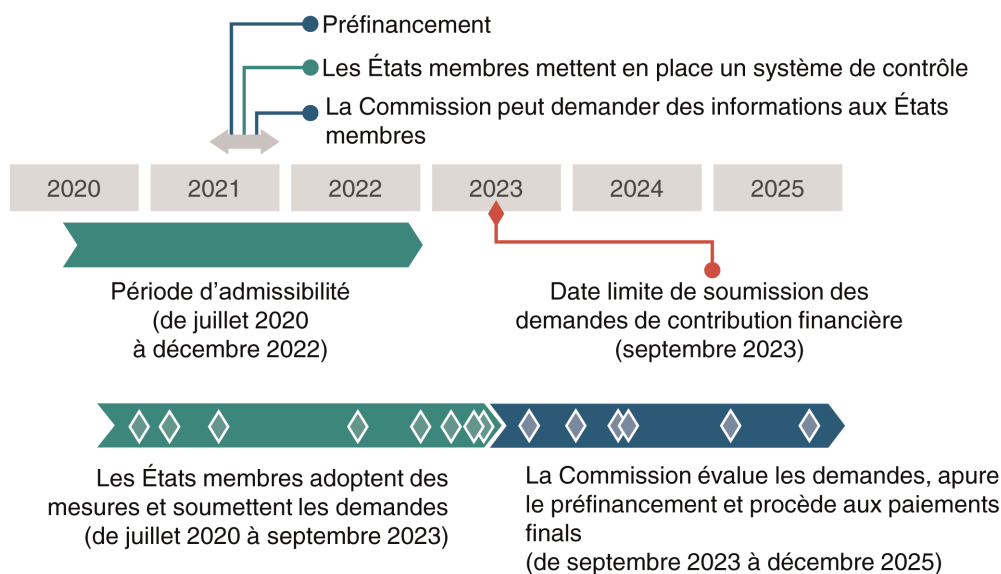 Préfinancement
Les États membres mettent en place un système de contrôle
La Commission peut demander des informations aux États
membres
2020
2021
2022
2023
2024
2025
Période d’admissibilité
(de juillet 2020
à décembre 2022)
Date limite de soumission des
demandes de contribution financière
(septembre 2023)
Les États membres adoptent des
mesures et soumettent les demandes
(de juillet 2020 à septembre 2023)
La Commission évalue les demandes, apure
le préfinancement et procède aux paiements
finals
(de septembre 2023 à décembre 2025)